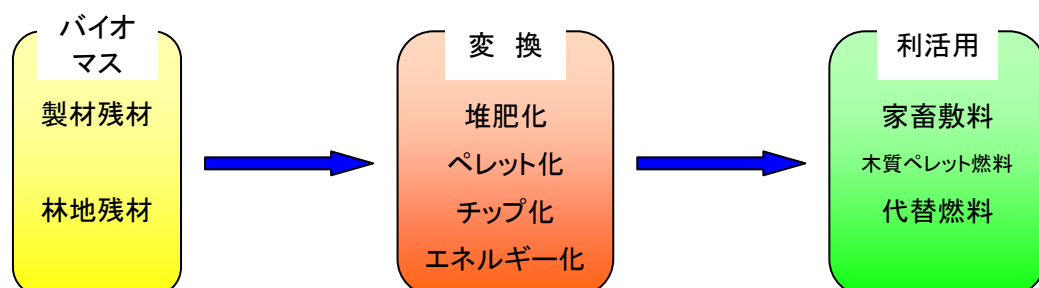 バイオ
マス
製材残材
林地残材
変 換
堆肥化
ペレット化
チップ化
エネルギー化
利活用
家畜敷料
木質ペレット燃料
代替燃料